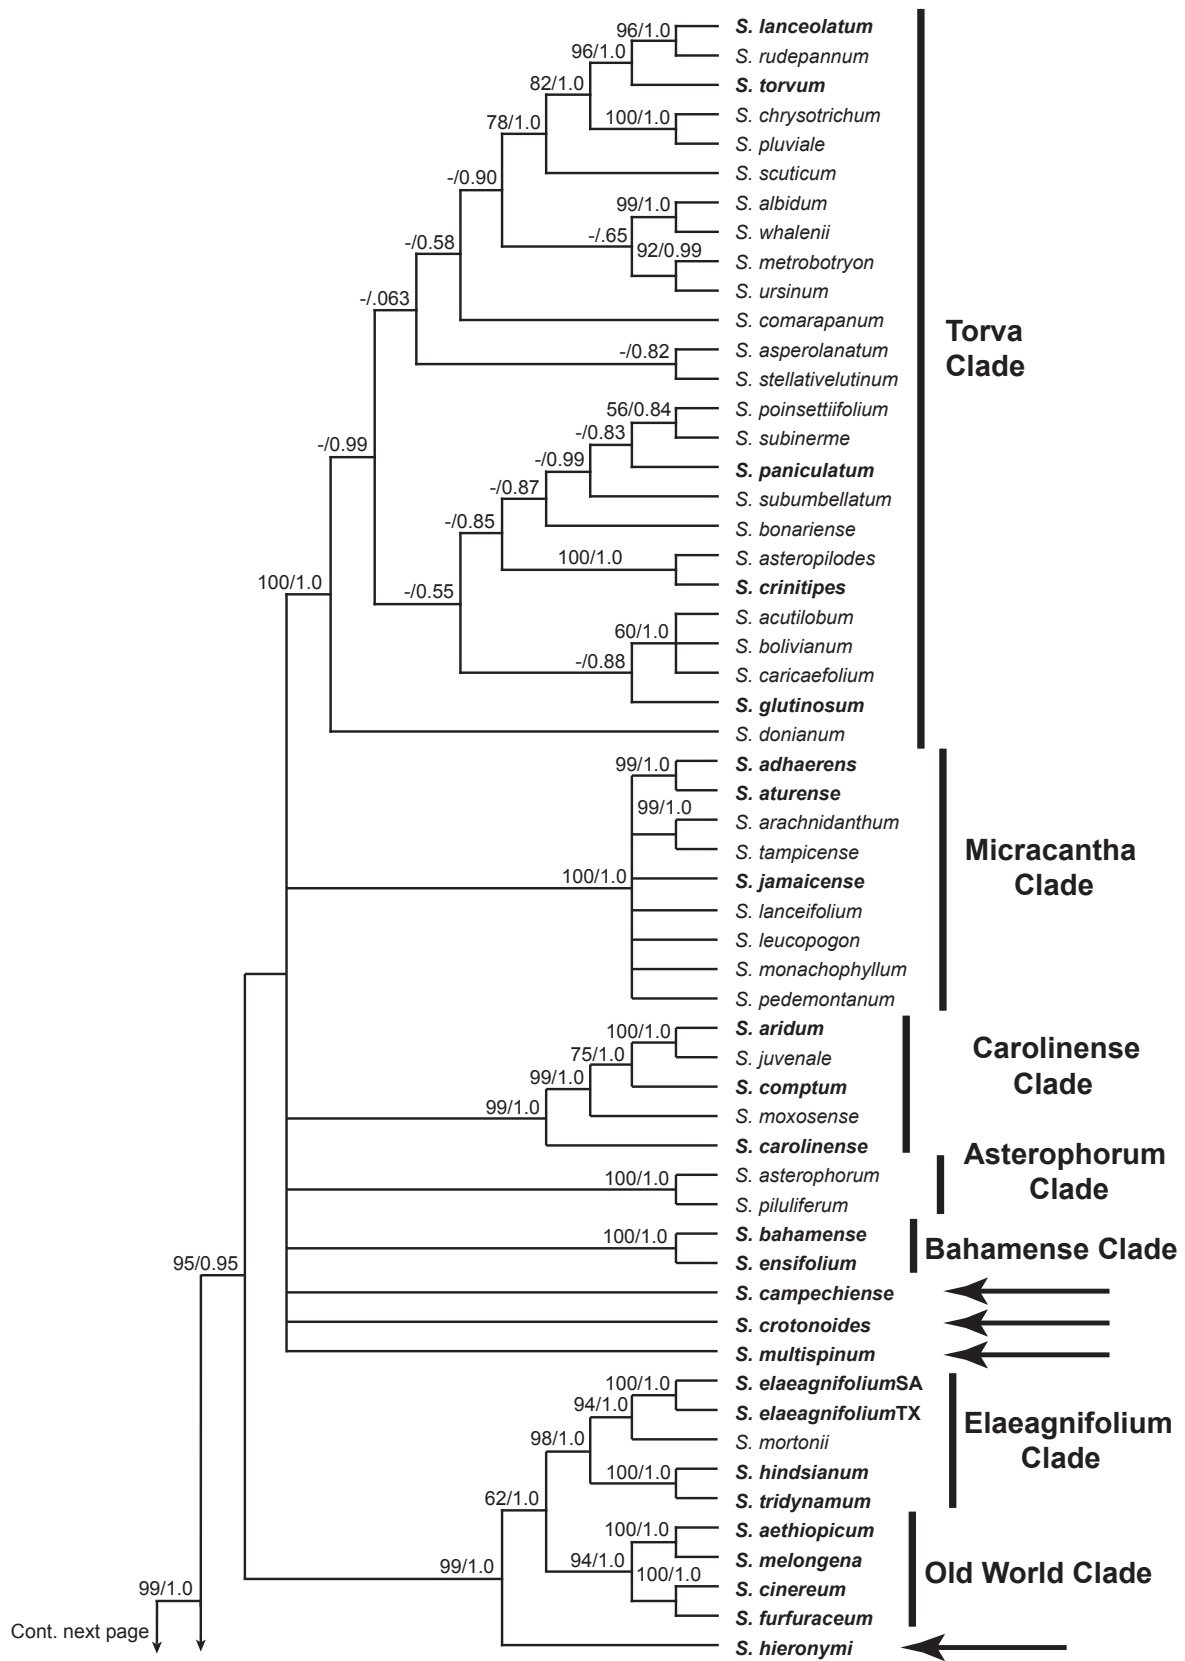 96/1.0
S. lanceolatum
S. rudepannum
96/1.0
S. torvum
82/1.0
100/1.0
S. chrysotrichum
S. pluviale
78/1.0
S. scuticum
-/0.90
99/1.0
S. albidum
S. whalenii
-/.65
92/0.99
S. metrobotryon
S. ursinum
-/0.58
S. comarapanum
-/.063
-/0.82
S. asperolanatum
S. stellativelutinum
Torva
Clade
56/0.84
S. poinsettiifolium
S. subinerme
-/0.83
S. paniculatum
-/0.99
-/0.99
S. subumbellatum
-/0.87
S. bonariense
-/0.85
100/1.0
S. asteropilodes
S. crinitipes
-/0.55
100/1.0
60/1.0
S. acutilobum
S. bolivianum
S. caricaefolium
-/0.88
S. glutinosum
S. donianum
99/1.0
S. adhaerens
S. aturense
99/1.0
S. arachnidanthum
S. tampicense
100/1.0
S. jamaicense
S. lanceifolium
S. leucopogon
S. monachophyllum
S. pedemontanum
Micracantha
Clade
100/1.0
S. aridum
S. juvenale
75/1.0
S. comptum
99/1.0
S. moxosense
99/1.0
S. carolinense
Carolinense
Clade
100/1.0
S. asterophorum
S. piluliferum
Asterophorum
Clade
100/1.0
S. bahamense
S. ensifolium
Bahamense Clade
95/0.95
S. campechiense
S. crotonoides
S. multispinum
100/1.0
S. elaeagnifoliumSA
S. elaeagnifoliumTX
94/1.0
S. mortonii
98/1.0
100/1.0
S. hindsianum
S. tridynamum
Elaeagnifolium
Clade
62/1.0
100/1.0
S. aethiopicum
S. melongena
94/1.0
100/1.0
S. cinereum
S. furfuraceum
Old World Clade
99/1.0
S. hieronymi
99/1.0
Cont. next page